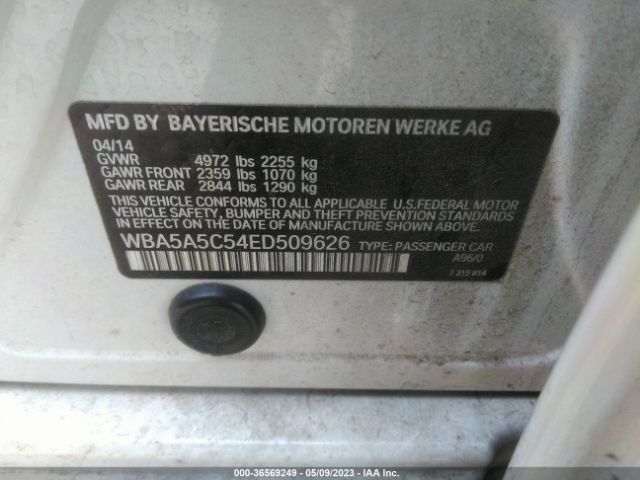 MFD BY BAYERISCHE MOTOREN WERKE AG
04/14
GVWR 4972 lbs 2255 kg
GAWR FRONT 2359 lbs 1070 kg
GAWR REAR 2844 lbs 1290 kg
THIS VEHICLE CONFORMS TO ALL APPLICABLE U.S.FEDERAL MOTOR
VEHICLE SAFETY, BUMPER, AND THEFT PREVENTION STANDARDS
IN EFFECT ON THE DATE OF MANUFACTURE SHOWN ABOVE.
WBA5A5C54ED509626 TYPE: PASSENGER CAR
A96/0
7 315 814
000-36569249 - 05/09/2023 - IAA Inc.